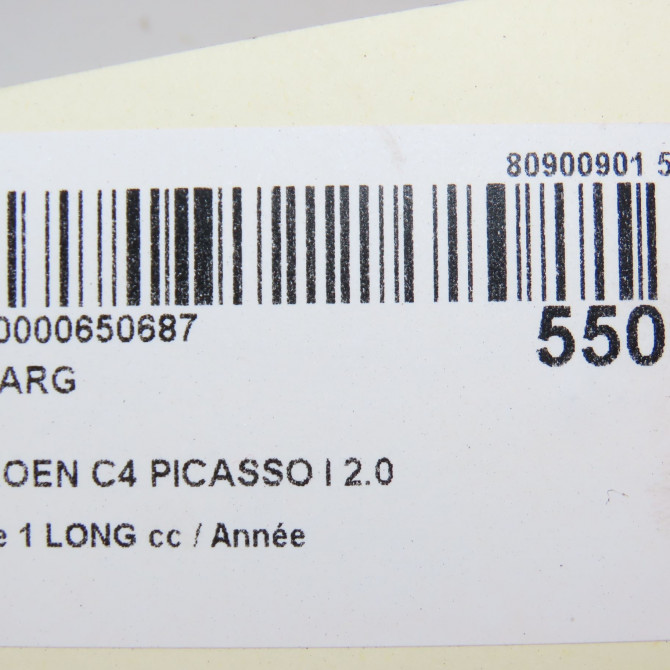 80900901 5
0000650687
550
ARG
OEN C4 PICASSO I 2.0
e 1 LONG cc / Année